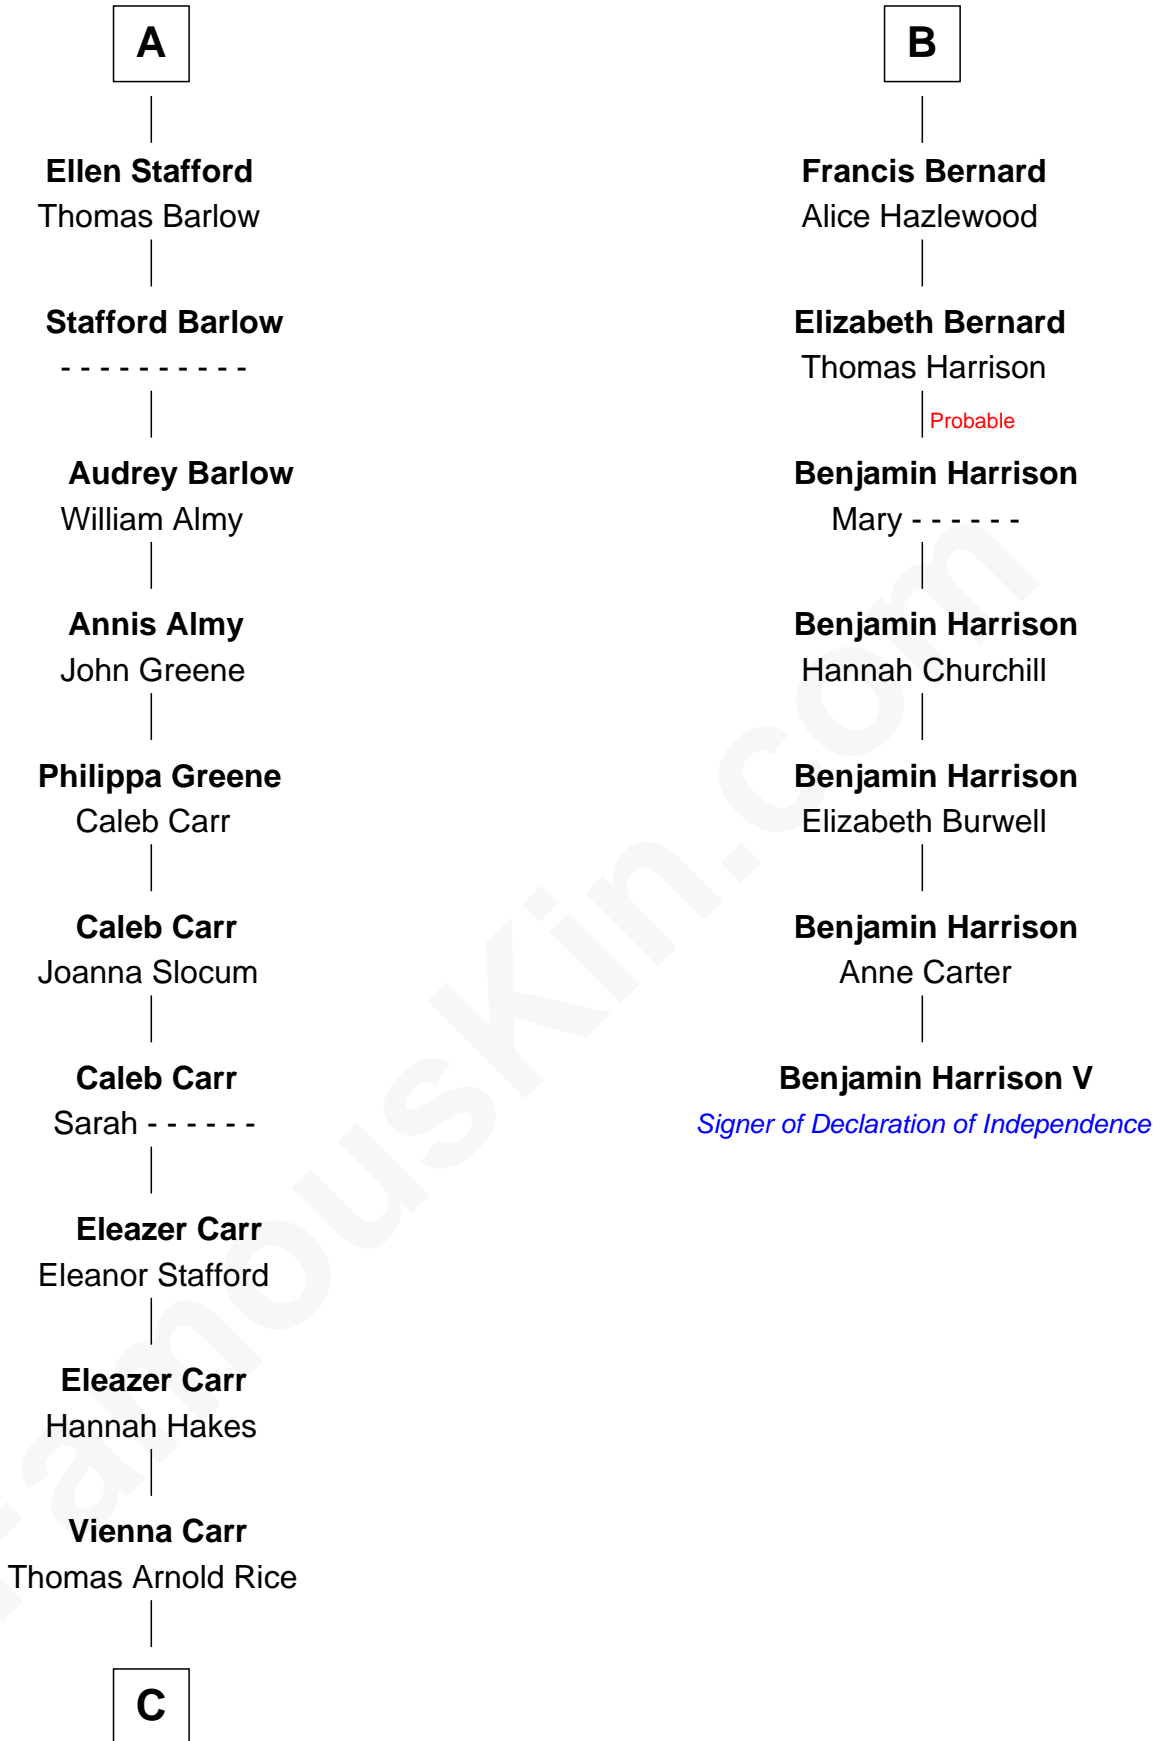 A
Ellen Stafford
Thomas Barlow
Stafford Barlow
- - - - - - - - - -
Audrey Barlow
William Almy
Annis Almy
John Greene
Philippa Greene
Caleb Carr
Caleb Carr
Joanna Slocum
Caleb Carr
Sarah - - - - - -
Eleazer Carr
Eleanor Stafford
Eleazer Carr
Hannah Hakes
Vienna Carr
Thomas Arnold Rice
C
B
Francis Bernard
Alice Hazlewood
Elizabeth Bernard
Thomas Harrison
Probable
Benjamin Harrison
Mary - - - - - -
Benjamin Harrison
Hannah Churchill
Benjamin Harrison
Elizabeth Burwell
Benjamin Harrison
Anne Carter
Benjamin Harrison V
Signer of Declaration of Independence
FamousKin.com